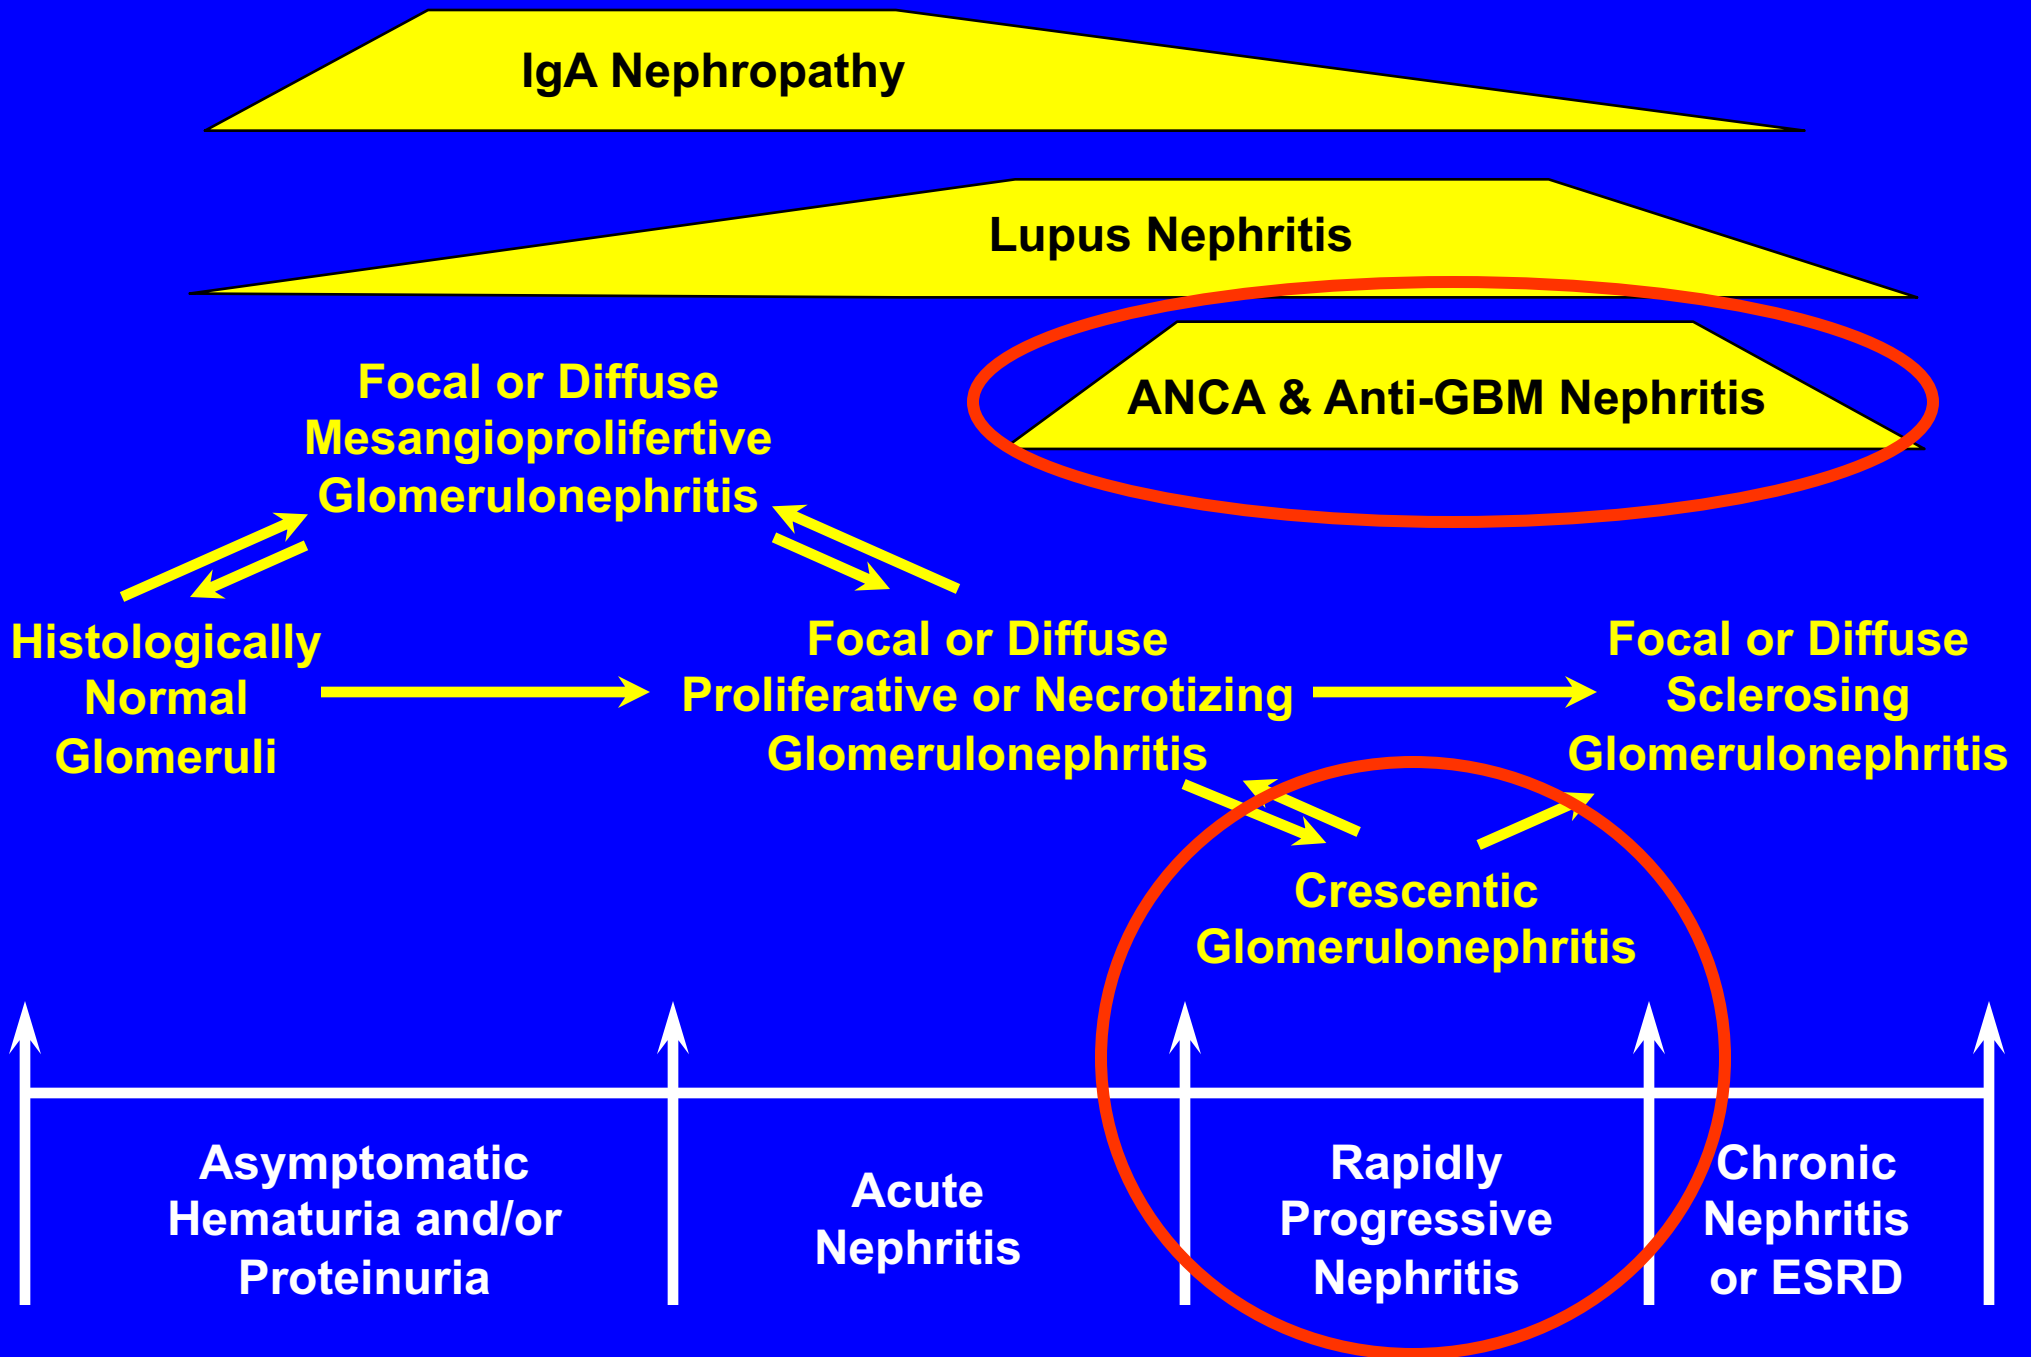 IgA Nephropathy
Lupus Nephritis
ANCA & Anti-GBM Nephritis
Focal or Diffuse
Mesangioprolifertive
Glomerulonephritis
Histologically
Normal
Glomeruli
Focal or Diffuse
Proliferative or Necrotizing
Glomerulonephritis
Focal or Diffuse
Sclerosing
Glomerulonephritis
Crescentic
Glomerulonephritis
Asymptomatic
Hematuria and/or
Proteinuria
Acute
Nephritis
Rapidly
Progressive
Nephritis
Chronic
Nephritis
or ESRD